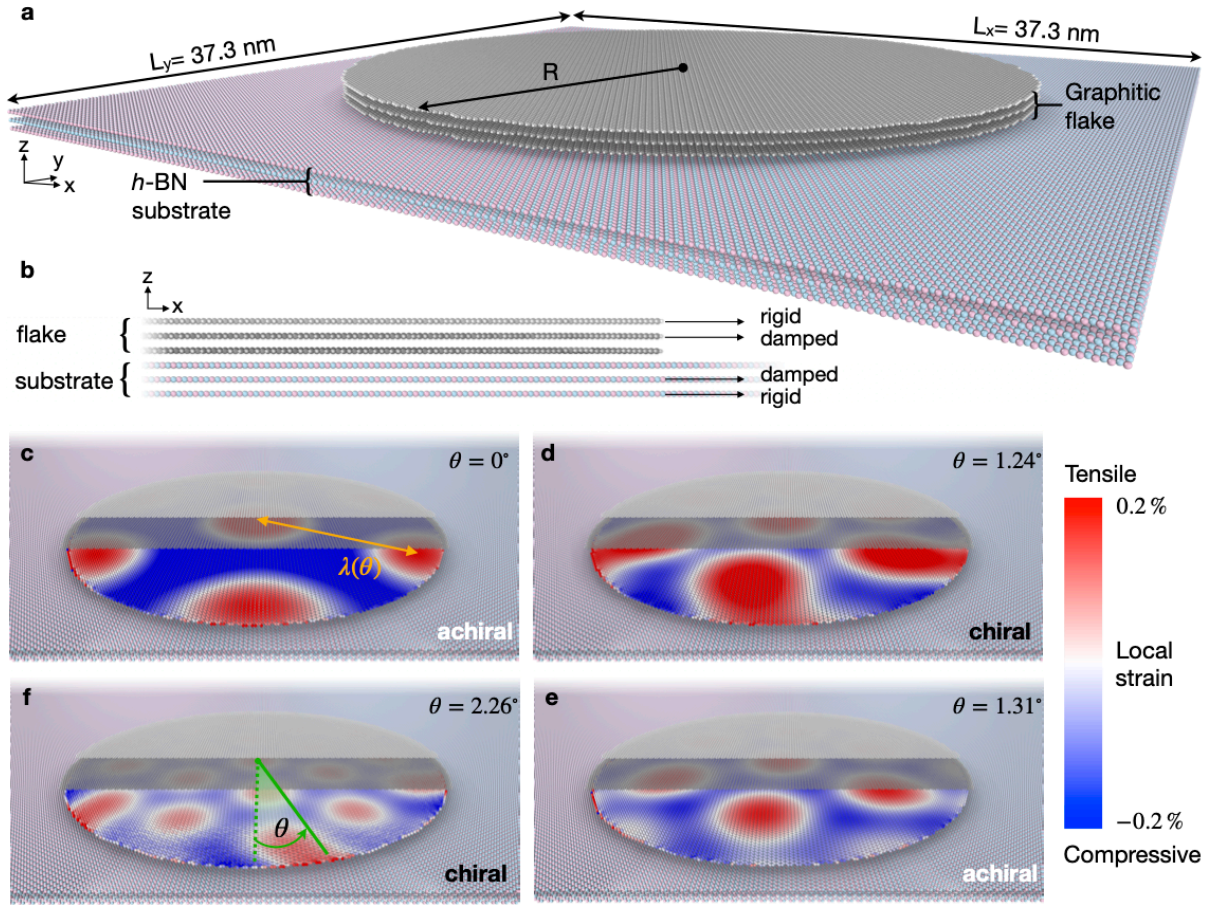 a
Lᵧ= 37.3 nm
Lₓ= 37.3 nm
R
Graphitic
flake
z
y
x
h-BN
substrate
b
z
x
flake
rigid
damped
substrate
damped
rigid
c
θ = 0°
λ(θ)
achiral
d
θ = 1.24°
chiral
Tensile
0.2 %
Local
strain
−0.2 %
Compressive
f
θ = 2.26°
θ
chiral
e
θ = 1.31°
achiral